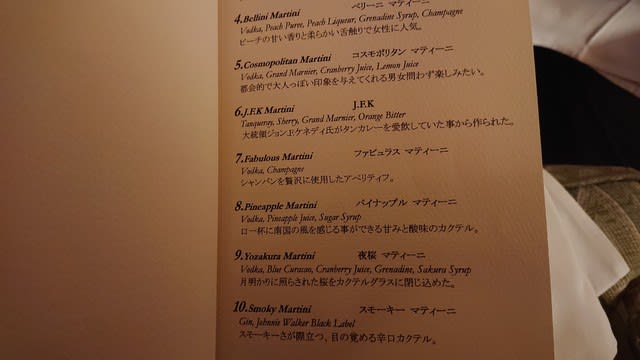 4.Bellini Martini ベリーニ マティーニ
Vodka, Peach Puree, Peach Liqueur, Grenadine Syrup, Champagne
ピーチの甘い香りと柔らかい舌触りで女性に人気。
5.Cosmopolitan Martini コスモポリタン マティーニ
Vodka, Grand Marnier, Cranberry Juice, Lemon Juice
都会的で大人っぽい印象を与えてくれる男女問わず楽しみたい。
6.J.F.K Martini J.F.K
Tanqueray, Sherry, Grand Marnier, Orange Bitter
大統領ジョン.F.ケネディ氏がタンカレーを愛飲していた事から作られた。
7.Fabulous Martini ファビュラス マティーニ
Vodka, Champagne
シャンパンを贅沢に使用したアペリティフ。
8.Pineapple Martini パイナップル マティーニ
Vodka, Pineapple Juice, Sugar Syrup
口一杯に南国の風を感じる事ができる甘みと酸味のカクテル。
9.Yozakura Martini 夜桜 マティーニ
Vodka, Blue Curacao, Cranberry Juice, Grenadine, Sakura Syrup
月明かりに照らされた桜をカクテルグラスに閉じ込めた。
10.Smoky Martini スモーキー マティーニ
Gin, Johnnie Walker Black Label
スモーキーさが際立つ、目の覚める辛口カクテル。